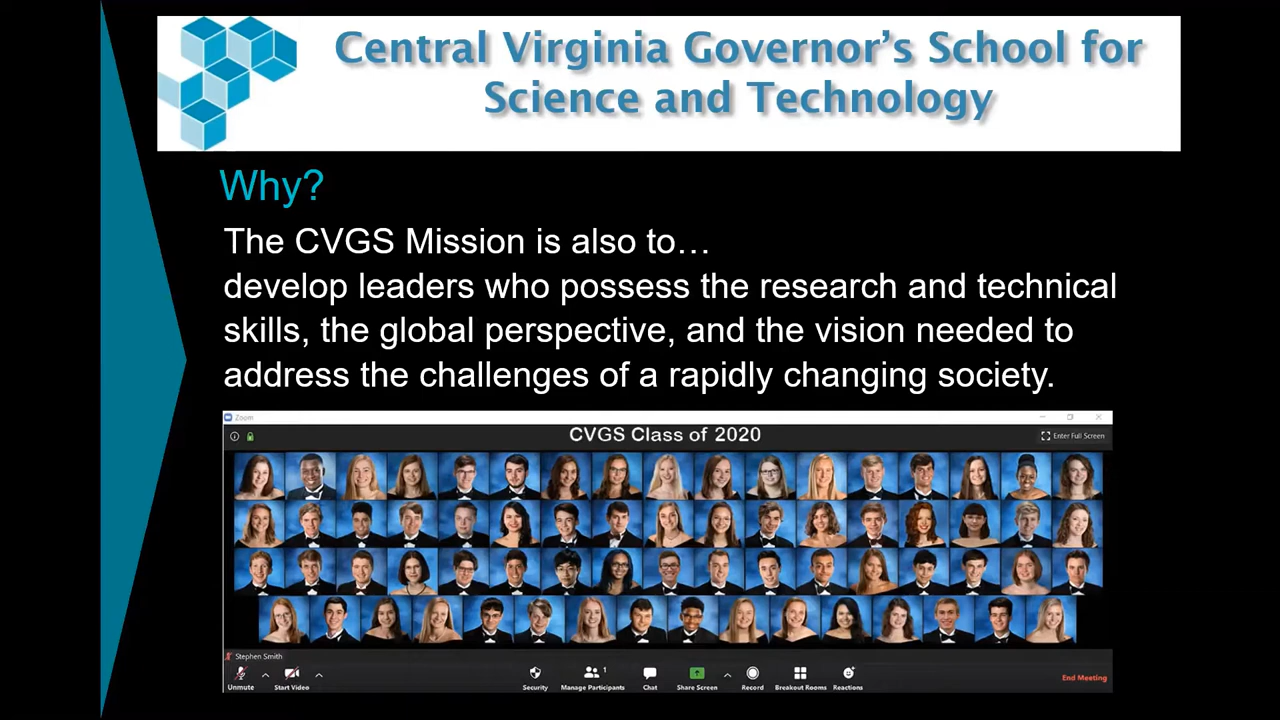 Central Virginia Governor's School for
Science and Technology
Why?
The CVGS Mission is also to…
develop leaders who possess the research and technical
skills, the global perspective, and the vision needed to
address the challenges of a rapidly changing society.
Zoom
CVGS Class of 2020
Enter Full Screen
Stephen Smith
1
Unmute Start Video Security Manage Participants Chat Share Screen Record Breakout Rooms Reactions End Meeting